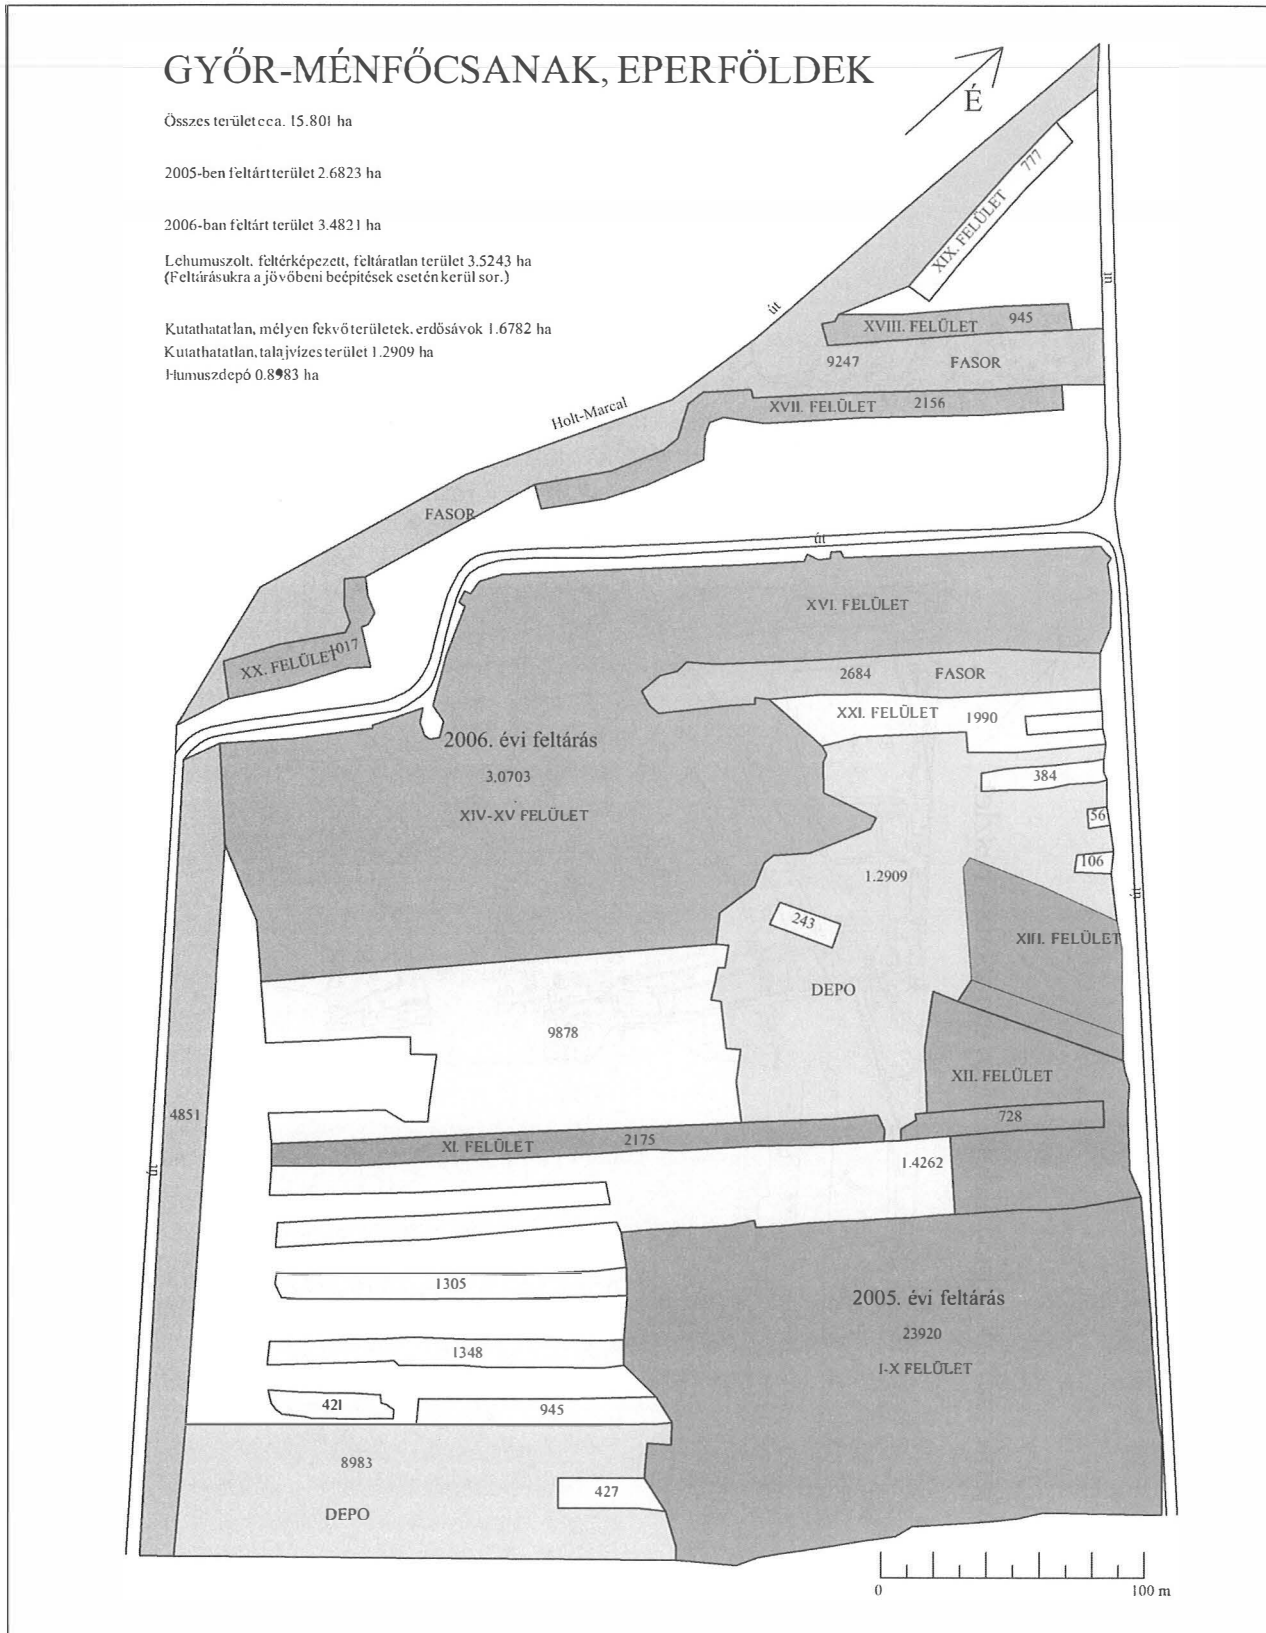 GYŐR-MÉNFŐCSANAK, EPERFÖLDEK
É
Összes terület cca. 15.801 ha
2005-ben feltárt terület 2.6823 ha
2006-ban feltárt terület 3.4821 ha
Lehumuszolt. feltérképezett, feltáratlan terület 3.5243 ha
(Feltárásukra a jövőbeni beépítések esetén kerül sor.)
Kutathatatlan, mélyen fekvő területek. erdősávok 1.6782 ha
Kutathatatlan, talajvizes terület 1.2909 ha
Humuszdepó 0.8983 ha
777
XIX. FELÜLET
út
út
XVIII. FELÜLET 945
9247 FASOR
XVII. FELÜLET 2156
Holt-Marcal
FASOR
út
XVI. FELÜLET
XX. FELÜLET 1017
2684 FASOR
XXI. FELÜLET 1990
2006. évi feltárás
3.0703
XIV-XV FELÜLET
384
56
106
1.2909
út
243
XIII. FELÜLET
DEPO
9878
XII. FELÜLET
4851
728
XI. FELÜLET 2175
1.4262
út
1305
2005. évi feltárás
23920
1348
I-X FELÜLET
421
945
8983
427
DEPO
0 100 m